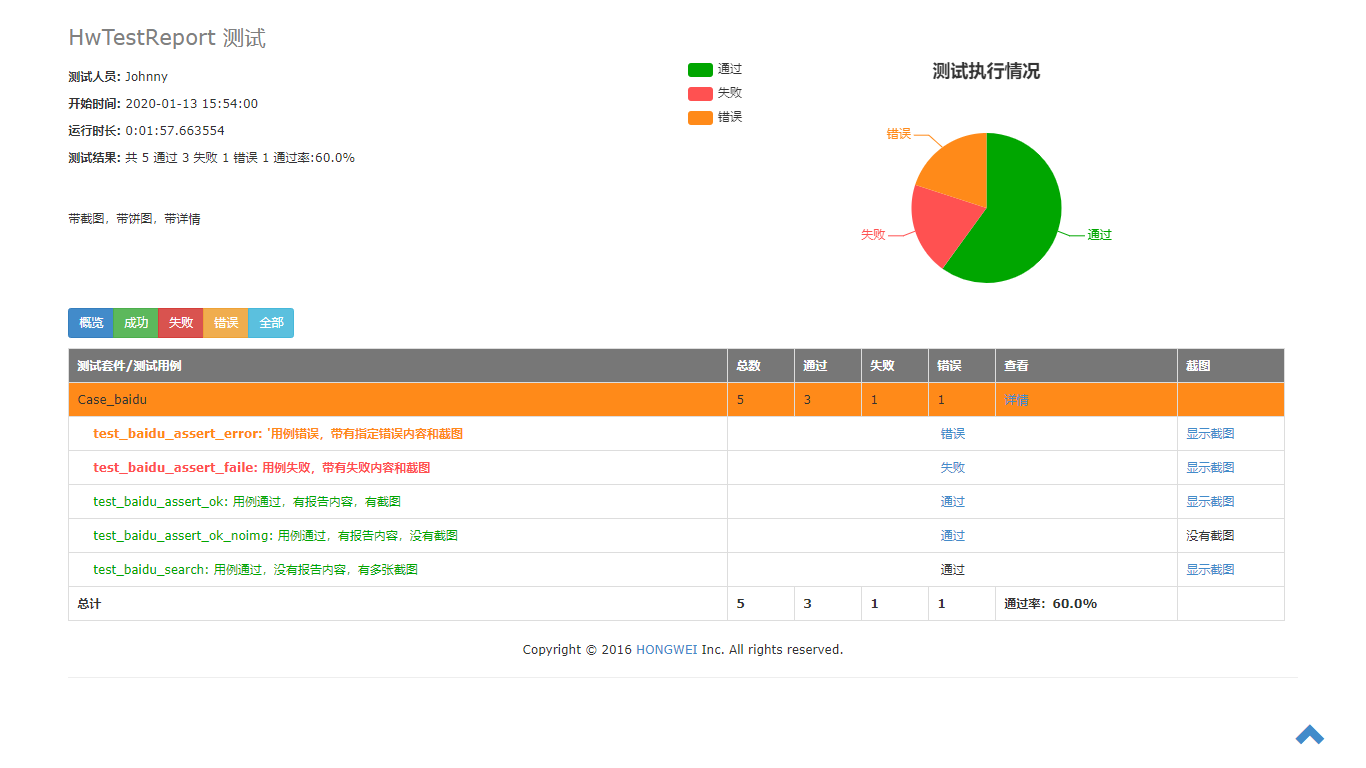 HwTestReport 测试
测试人员: Johnny
开始时间: 2020-01-13 15:54:00
运行时长: 0:01:57.663554
测试结果: 共 5 通过 3 失败 1 错误 1 通过率:60.0%
带截图，带饼图，带详情
通过
失败
错误
测试执行情况
错误
失败
通过
概览 成功 失败 错误 全部
测试套件/测试用例 总数 通过 失败 错误 查看 截图
Case_baidu 5 3 1 1 详情
test_baidu_assert_error: '用例错误，带有指定错误内容和截图 错误 显示截图
test_baidu_assert_faile: 用例失败，带有失败内容和截图 失败 显示截图
test_baidu_assert_ok: 用例通过，有报告内容，有截图 通过 显示截图
test_baidu_assert_ok_noimg: 用例通过，有报告内容，没有截图 通过 没有截图
test_baidu_search: 用例通过，没有报告内容，有多张截图 通过 显示截图
总计 5 3 1 1 通过率：60.0%
Copyright © 2016 HONGWEI Inc. All rights reserved.